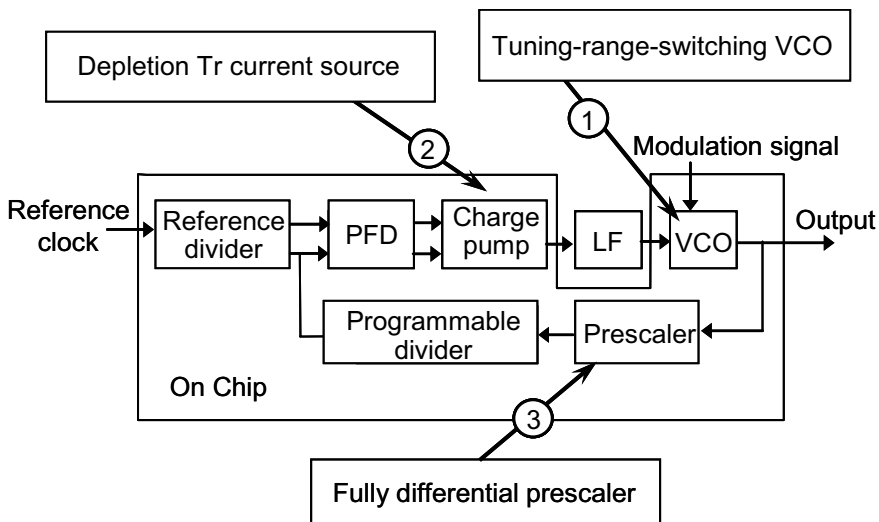 Tuning-range-switching VCO
Depletion Tr current source
1
2
Modulation signal
Reference
clock
Reference
divider
PFD
Charge
pump
LF
VCO
Output
Programmable
divider
Prescaler
On Chip
3
Fully differential prescaler